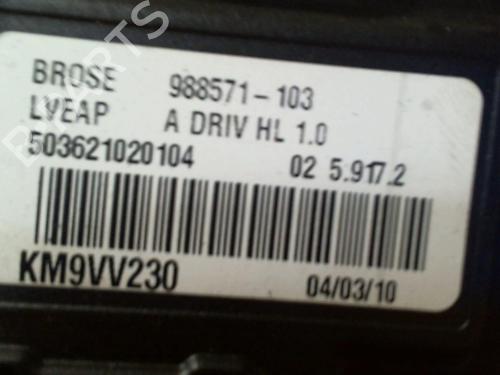 BROSE 988571-103
LVEAP A DRIV HL 1.0
503621020104 02 5.917.2
KM9VV230 04/03/10